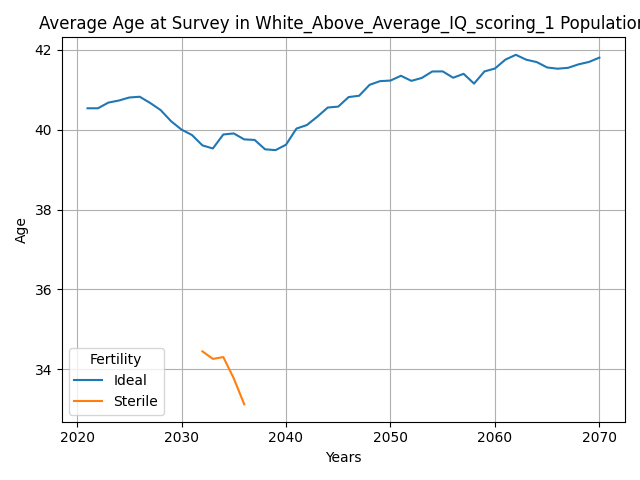 Average Age at Survey in White_Above_Average_IQ_scoring_1 Population
42
40
38
36
34
Age
Fertility
Ideal
Sterile
2020 2030 2040 2050 2060 2070
Years